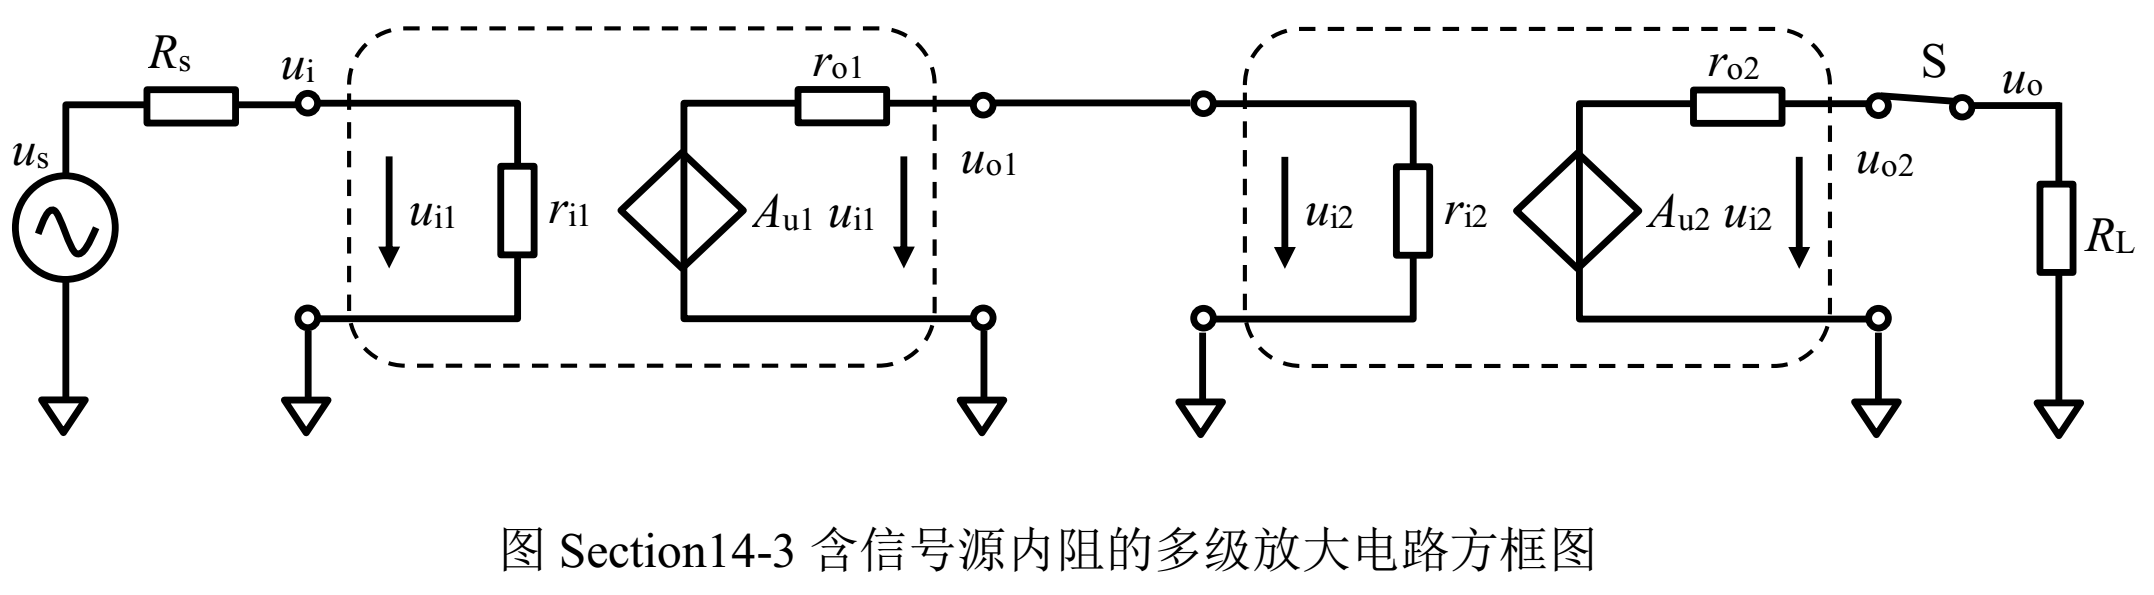 Rs
ui
us
ui1
ri1
Au1 ui1
ro1
uo1
ui2
ri2
Au2 ui2
ro2
uo2
S
uo
RL
图 Section14-3 含信号源内阻的多级放大电路方框图